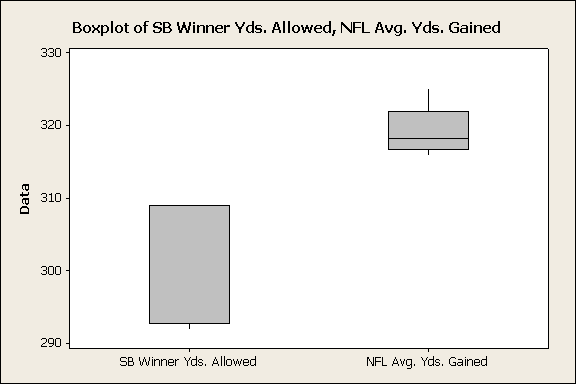 Boxplot of SB Winner Yds. Allowed, NFL Avg. Yds. Gained
330
320
310
300
290
Data
SB Winner Yds. Allowed
NFL Avg. Yds. Gained